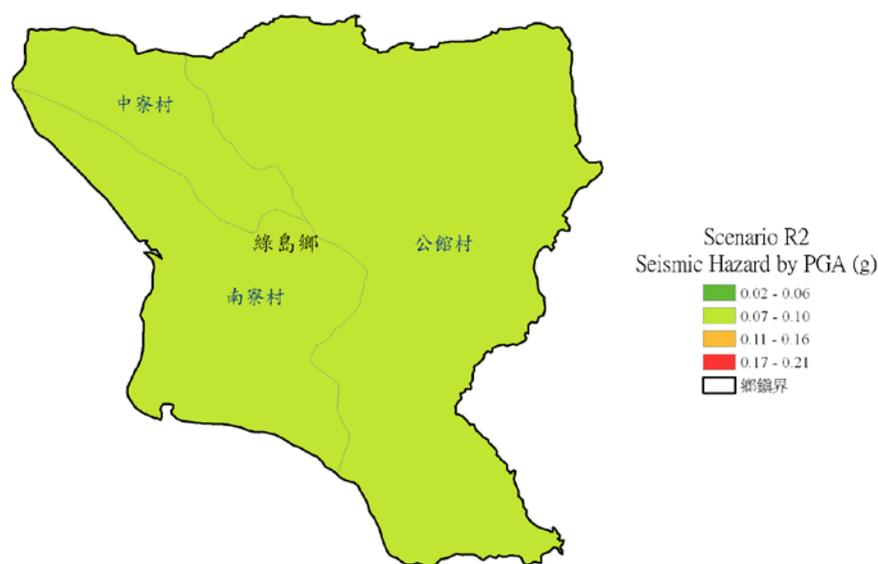 中寮村
綠島鄉
公館村
南寮村
Scenario R2
Seismic Hazard by PGA (g)
0.02 - 0.06
0.07 - 0.10
0.11 - 0.16
0.17 - 0.21
鄉鎮界